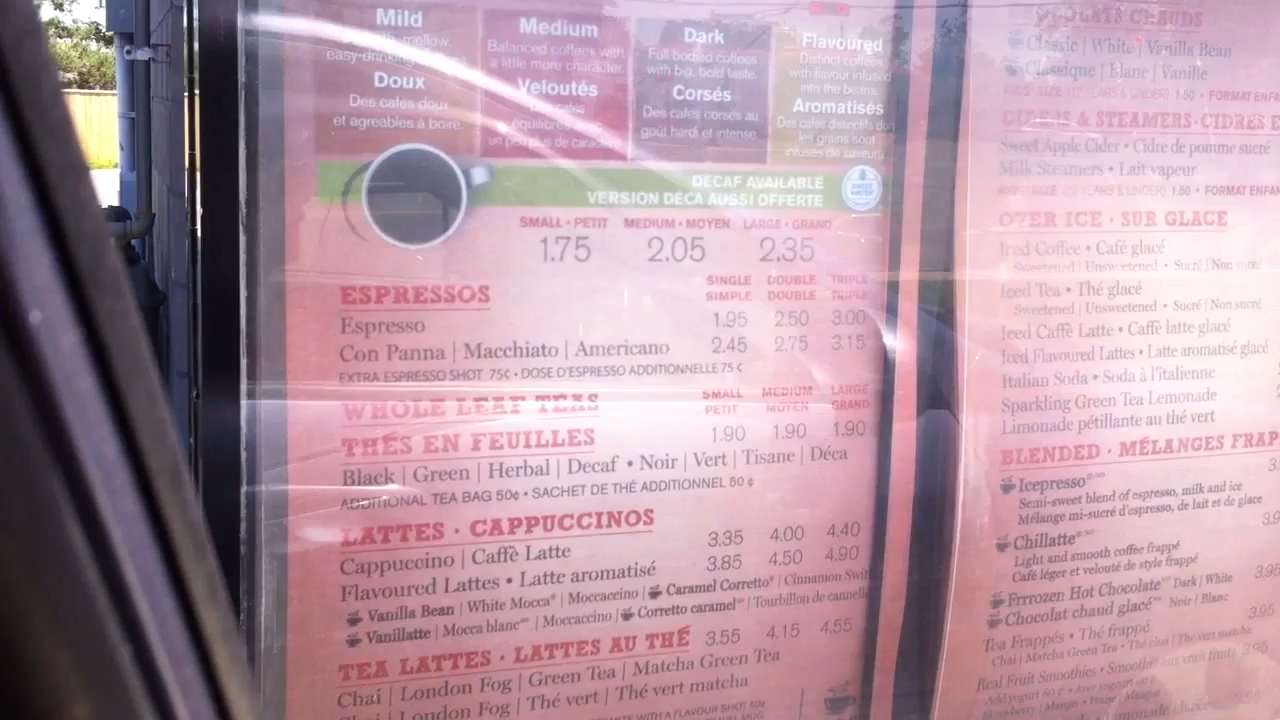 Mild
mellow,
easy-drinking
Doux
Des cafés doux
et agréables à boire.
Medium
Balanced coffees with
a little more character.
Veloutés
Des cafés
équilibrés
un peu plus de caractère
Dark
Full bodied coffees
with big, bold taste.
Corsés
Des cafés corsés au
goût hardi et intense.
Flavoured
Distinct coffees
with flavour infused
into the beans.
Aromatisés
Des cafés distinctifs dont
les grains sont
infusés de saveurs.
DECAF AVAILABLE
VERSION DÉCA AUSSI OFFERTE
SWISS WATER
SMALL • PETIT MEDIUM • MOYEN LARGE • GRAND
1.75 2.05 2.35
SINGLE DOUBLE TRIPLE
ESPRESSOS SIMPLE DOUBLE TRIPLE
Espresso 1.95 2.50 3.00
Con Panna | Macchiato | Americano 2.45 2.75 3.15
EXTRA ESPRESSO SHOT 75¢ • DOSE D'ESPRESSO ADDITIONNELLE 75 ¢
SMALL MEDIUM LARGE
WHOLE LEAF TEAS PETIT MOYEN GRAND
THÉS EN FEUILLES 1.90 1.90 1.90
Black | Green | Herbal | Decaf • Noir | Vert | Tisane | Déca
ADDITIONAL TEA BAG 50¢ • SACHET DE THÉ ADDITIONNEL 50 ¢
LATTES • CAPPUCCINOS
Cappuccino | Caffè Latte 3.35 4.00 4.40
Flavoured Lattes • Latte aromatisé 3.85 4.50 4.90
Vanilla Bean | White Mocca | Moccaccino | Caramel Corretto | Cinnamon Swirl
Vanillatte | Mocca blanc | Moccaccino | Corretto caramel | Tourbillon de cannelle
TEA LATTES • LATTES AU THÉ 3.55 4.15 4.55
Chai | London Fog | Green Tea | Matcha Green Tea
Chai | London Fog | Thé vert | Thé vert matcha
WITH A FLAVOUR SHOT 50¢
CHOCOLATS CHAUDS
Classic | White | Vanilla Bean
Classique | Blanc | Vanille
KIDS' SIZE (12 YEARS & UNDER) 1.50 • FORMAT ENFA
CIDERS & STEAMERS • CIDRES E
Sweet Apple Cider • Cidre de pomme sucré
Milk Steamers • Lait vapeur
KIDS' SIZE (12 YEARS & UNDER) 1.50 • FORMAT ENFAN
OVER ICE • SUR GLACE
Iced Coffee • Café glacé
Sweetened | Unsweetened • Sucré | Non sucré
Iced Tea • Thé glacé
Sweetened | Unsweetened • Sucré | Non sucré
Iced Caffè Latte • Caffè latte glacé
Iced Flavoured Lattes • Latte aromatisé glacé
Italian Soda • Soda à l'italienne
Sparkling Green Tea Lemonade
Limonade pétillante au thé vert
BLENDED • MÉLANGES FRAP
Icepresso
Semi-sweet blend of espresso, milk and ice
Mélange mi-sucré d'espresso, de lait et de glace
Chillatte
Light and smooth coffee frappé
Café léger et velouté de style frappé
Frrrozen Hot Chocolate Dark | White 3.95
Chocolat chaud glacé Noir | Blanc
Tea Frappés • Thé frappé 3.95
Chai | Matcha Green Tea • Thé chai | Thé vert matcha
Real Fruit Smoothies • Smoothies aux vrais fruits 3.95
Add yogurt 60 ¢ • Avec yogourt 60 ¢
Strawberry | Mango • Fraise | Mangue